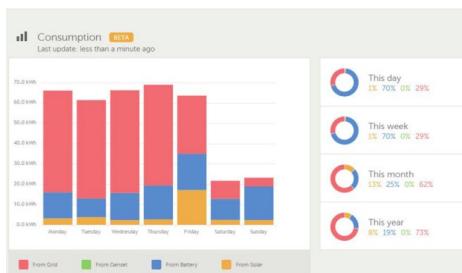 Consumption BETA
Last update: less than a minute ago
70.0 kWh
60.0 kWh
50.0 kWh
40.0 kWh
30.0 kWh
20.0 kWh
10.0 kWh
0.0 kWh
Monday Tuesday Wednesday Thursday Friday Saturday Sunday
From Grid From Genset From Battery From Solar
This day
1% 70% 0% 29%
This week
1% 70% 0% 29%
This month
13% 25% 0% 62%
This year
8% 19% 0% 73%